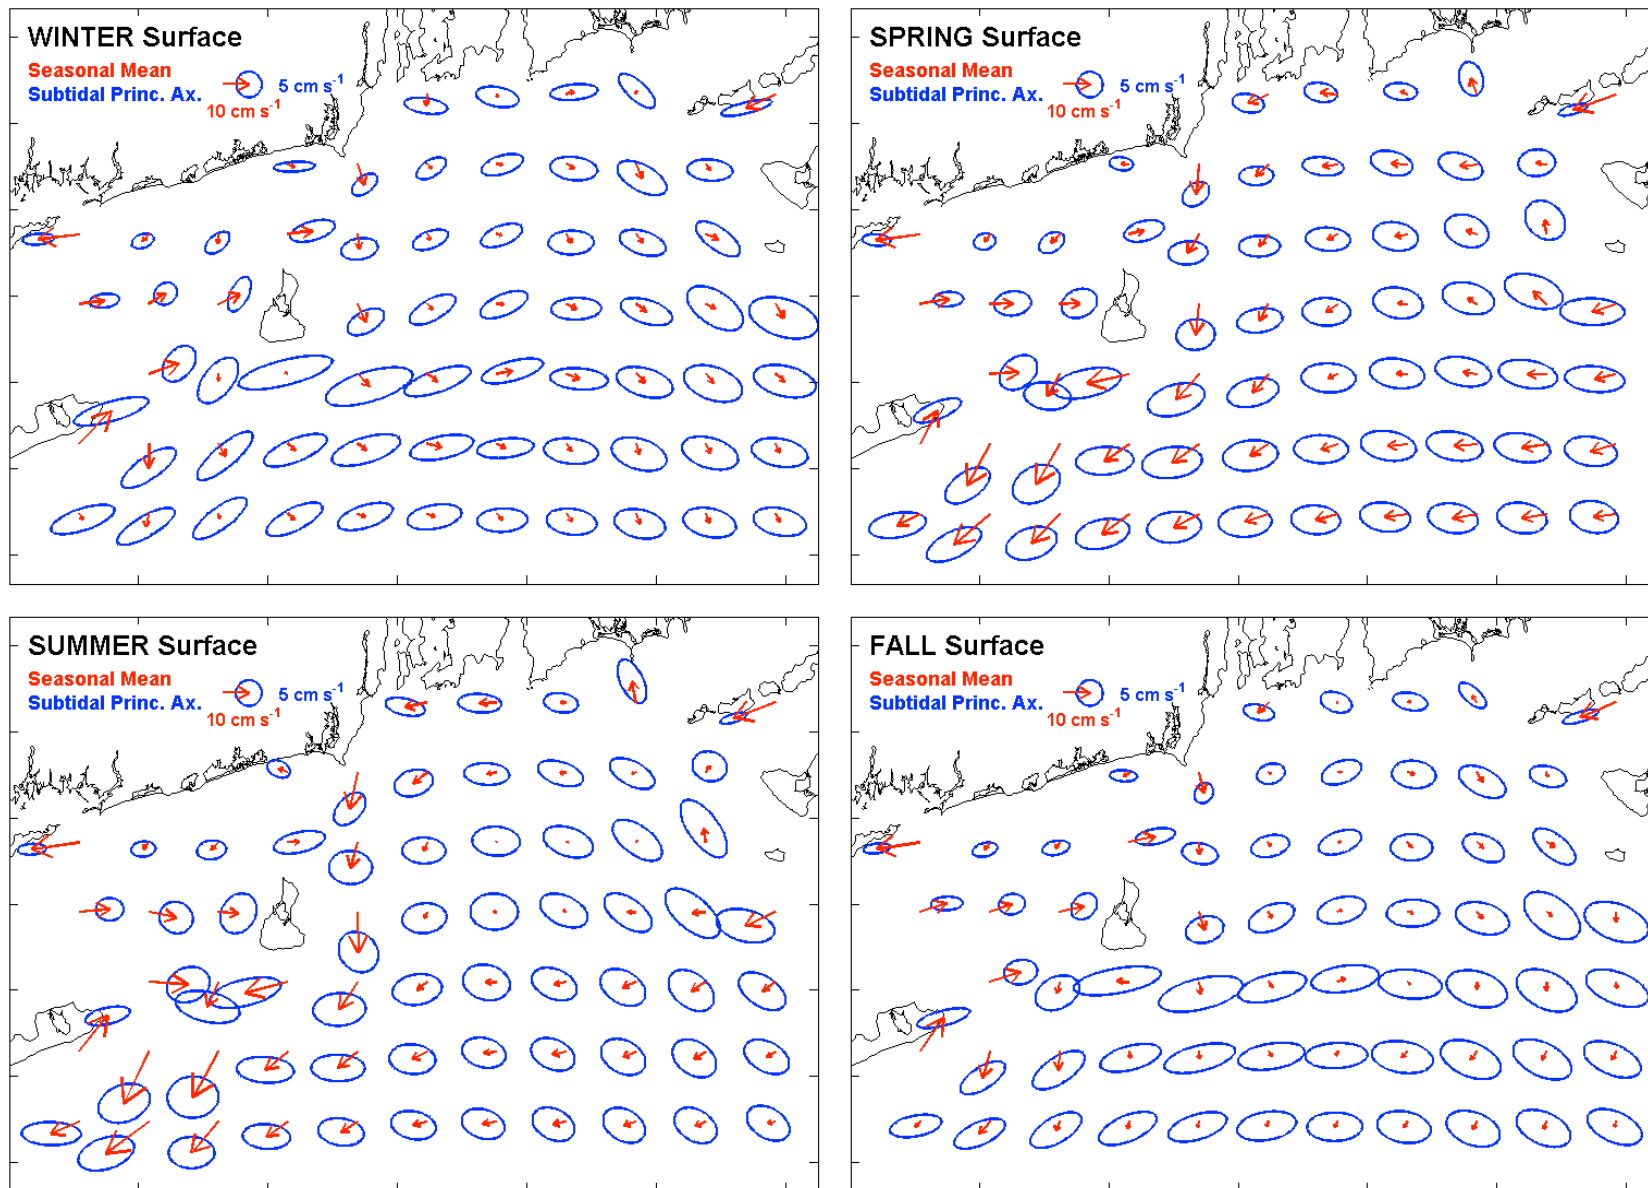 WINTER Surface
Seasonal Mean
Subtidal Princ. Ax.
5 cm s-1
10 cm s-1
SPRING Surface
Seasonal Mean
Subtidal Princ. Ax.
5 cm s-1
10 cm s-1
SUMMER Surface
Seasonal Mean
Subtidal Princ. Ax.
5 cm s-1
10 cm s-1
FALL Surface
Seasonal Mean
Subtidal Princ. Ax.
5 cm s-1
10 cm s-1